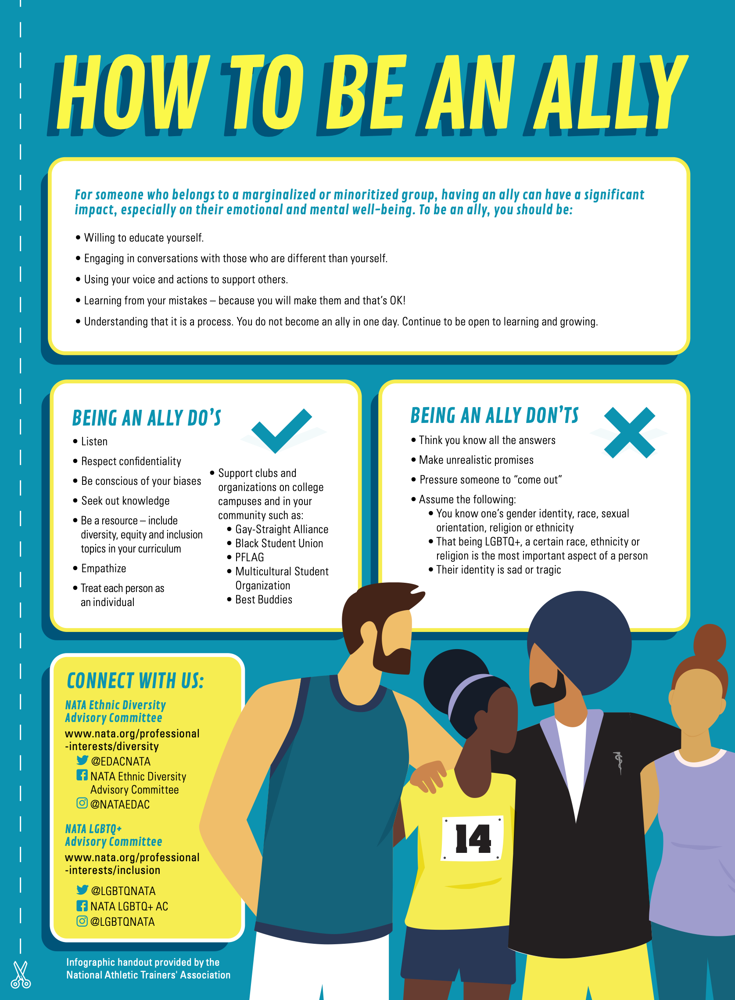 HOW TO BE AN ALLY
For someone who belongs to a marginalized or minoritized group, having an ally can have a significant
impact, especially on their emotional and mental well-being. To be an ally, you should be:
• Willing to educate yourself.
• Engaging in conversations with those who are different than yourself.
• Using your voice and actions to support others.
• Learning from your mistakes – because you will make them and that’s OK!
• Understanding that it is a process. You do not become an ally in one day. Continue to be open to learning and growing.
BEING AN ALLY DO’S
• Listen
• Respect confidentiality
• Be conscious of your biases
• Seek out knowledge
• Be a resource – include
diversity, equity and inclusion
topics in your curriculum
• Empathize
• Treat each person as
an individual
• Support clubs and
organizations on college
campuses and in your
community such as:
• Gay-Straight Alliance
• Black Student Union
• PFLAG
• Multicultural Student
Organization
• Best Buddies
BEING AN ALLY DON’TS
• Think you know all the answers
• Make unrealistic promises
• Pressure someone to “come out”
• Assume the following:
• You know one’s gender identity, race, sexual
orientation, religion or ethnicity
• That being LGBTQ+, a certain race, ethnicity or
religion is the most important aspect of a person
• Their identity is sad or tragic
CONNECT WITH US:
NATA Ethnic Diversity
Advisory Committee
www.nata.org/professional
-interests/diversity
@EDACNATA
NATA Ethnic Diversity
Advisory Committee
@NATAEDAC
NATA LGBTQ+
Advisory Committee
www.nata.org/professional
-interests/inclusion
@LGBTQNATA
NATA LGBTQ+ AC
@LGBTQNATA
14
Infographic handout provided by the
National Athletic Trainers' Association